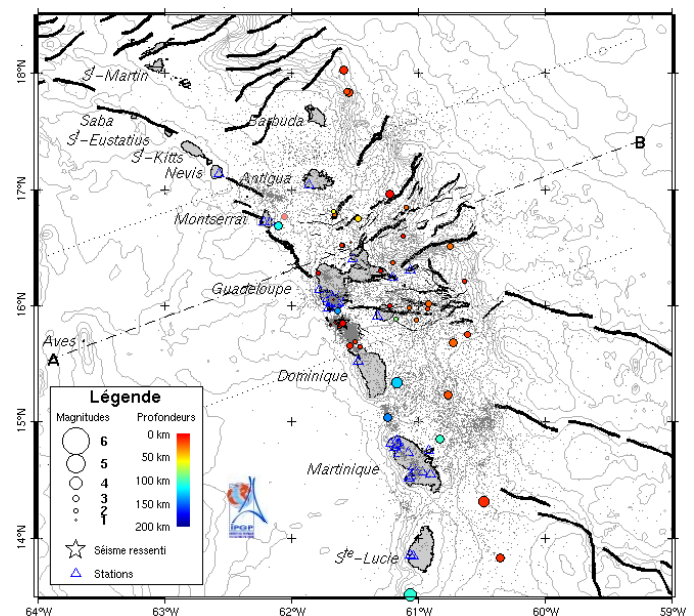 18°N
St-Martin
Saba
St-Eustatius
St-Kitts
Nevis
Barbuda
Antigua
17°N
B
Montserrat
Guadeloupe
16°N
Aves
A
Dominique
15°N
Martinique
14°N
Ste-Lucie
Légende
Magnitudes
Profondeurs
6
5
4
3
2
1
0 km
50 km
100 km
150 km
200 km
Séisme ressenti
Stations
IPGP
64°W
63°W
62°W
61°W
60°W
59°W